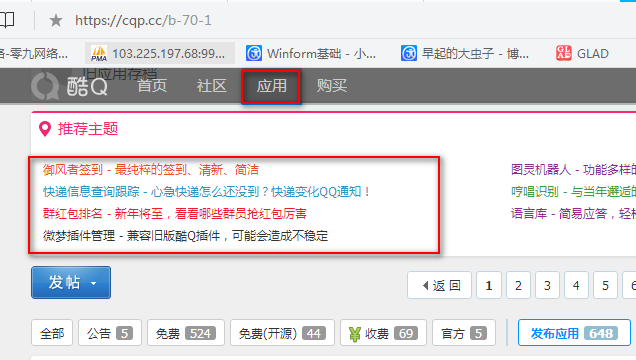 https://cqp.cc/b-70-1
络-零九网络...
PMA 103.225.197.68:99...
Winform基础 - 小...
早起的大虫子 - 博...
GLAD GLAD
旧应用存档
酷Q 首页 社区 应用 购买
推荐主题
御风者签到 - 最纯粹的签到、清新、简洁
图灵机器人 - 功能多样的
快递信息查询跟踪 - 心急快递怎么还没到？快递变化QQ通知！
哼唱识别 - 与当年邂逅的
群红包排名 - 新年将至，看看哪些群员抢红包厉害
语言库 - 简易应答，轻松
微梦插件管理 - 兼容旧版酷Q插件，可能会造成不稳定
发帖
返回 1 2 3 4 5 6
全部 公告 5 免费 524 免费(开源) 44 收费 69 官方 5 发布应用 648